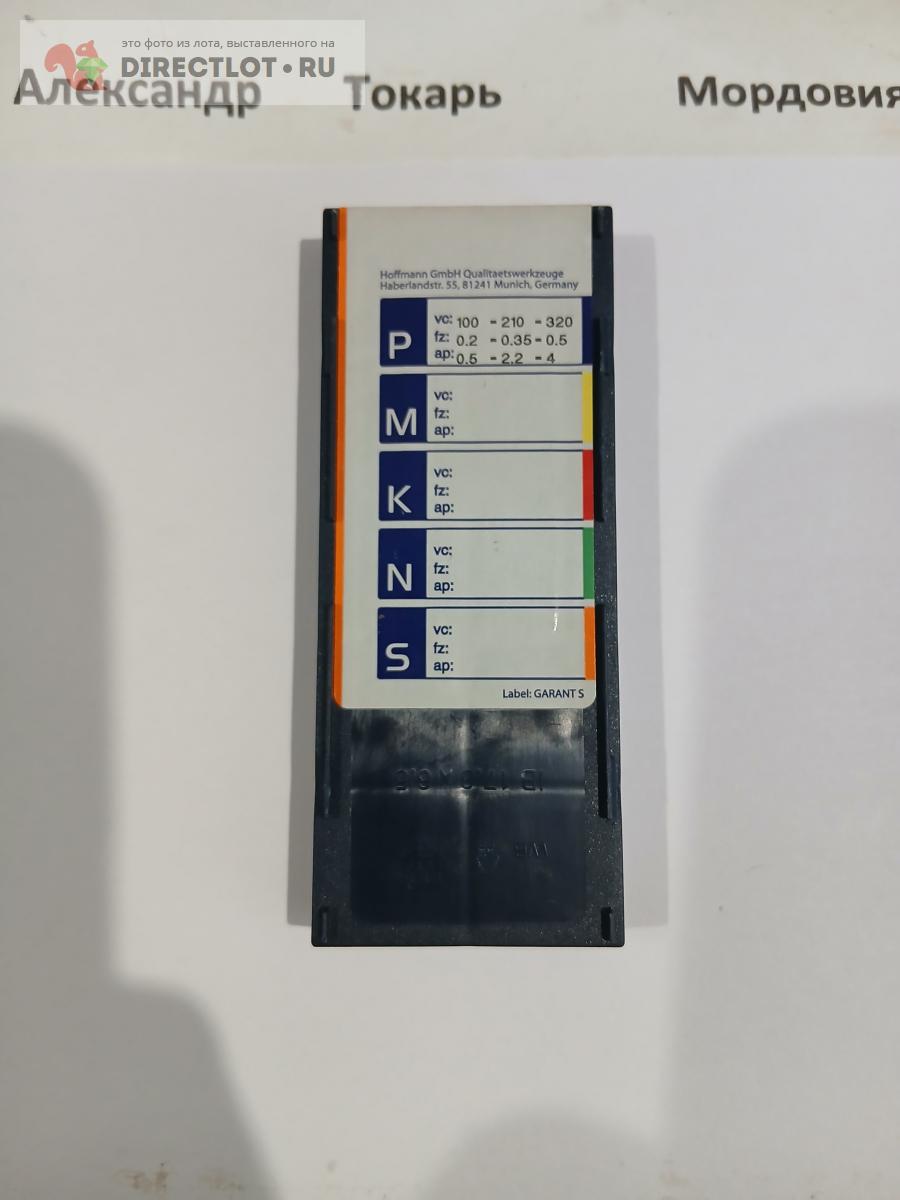 это фото из лота, выставленного на
DIRECTLOT•RU
Александр Токарь Мордовия
Hoffmann GmbH Qualitaetswerkzeuge
Haberlandstr. 55, 81241 Munich, Germany
P
vc: 100 - 210 - 320
fz: 0.2 - 0.35 - 0.5
ap: 0.5 - 2.2 - 4
M
vc:
fz:
ap:
K
vc:
fz:
ap:
N
vc:
fz:
ap:
S
vc:
fz:
ap:
Label: GARANT S